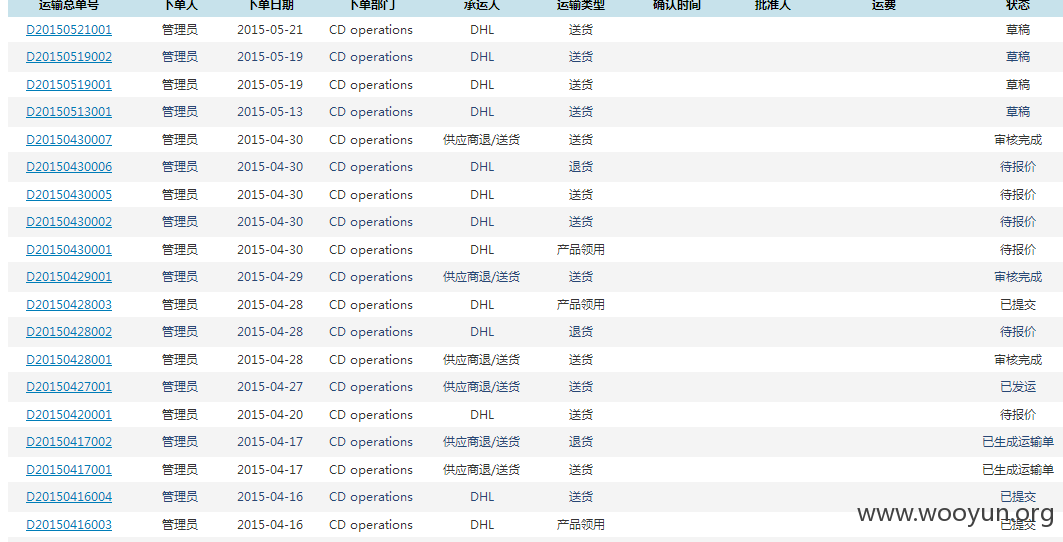 运输总单号 下单人 下单日期 下单部门 承运人 运输类型 确认时间 批准人 运费 状态
D20150521001 管理员 2015-05-21 CD operations DHL 送货 草稿
D20150519002 管理员 2015-05-19 CD operations DHL 送货 草稿
D20150519001 管理员 2015-05-19 CD operations DHL 送货 草稿
D20150513001 管理员 2015-05-13 CD operations DHL 送货 草稿
D20150430007 管理员 2015-04-30 CD operations 供应商退/送货 送货 审核完成
D20150430006 管理员 2015-04-30 CD operations DHL 退货 待报价
D20150430005 管理员 2015-04-30 CD operations DHL 送货 待报价
D20150430002 管理员 2015-04-30 CD operations DHL 送货 待报价
D20150430001 管理员 2015-04-30 CD operations DHL 产品领用 待报价
D20150429001 管理员 2015-04-29 CD operations 供应商退/送货 送货 审核完成
D20150428003 管理员 2015-04-28 CD operations DHL 产品领用 已提交
D20150428002 管理员 2015-04-28 CD operations DHL 退货 待报价
D20150428001 管理员 2015-04-28 CD operations 供应商退/送货 送货 审核完成
D20150427001 管理员 2015-04-27 CD operations 供应商退/送货 送货 已发运
D20150420001 管理员 2015-04-20 CD operations DHL 送货 待报价
D20150417002 管理员 2015-04-17 CD operations 供应商退/送货 退货 已生成运输单
D20150417001 管理员 2015-04-17 CD operations 供应商退/送货 送货 已生成运输单
D20150416004 管理员 2015-04-16 CD operations DHL 送货 已提交
D20150416003 管理员 2015-04-16 CD operations DHL 产品领用 已提交
www.wooyun.org